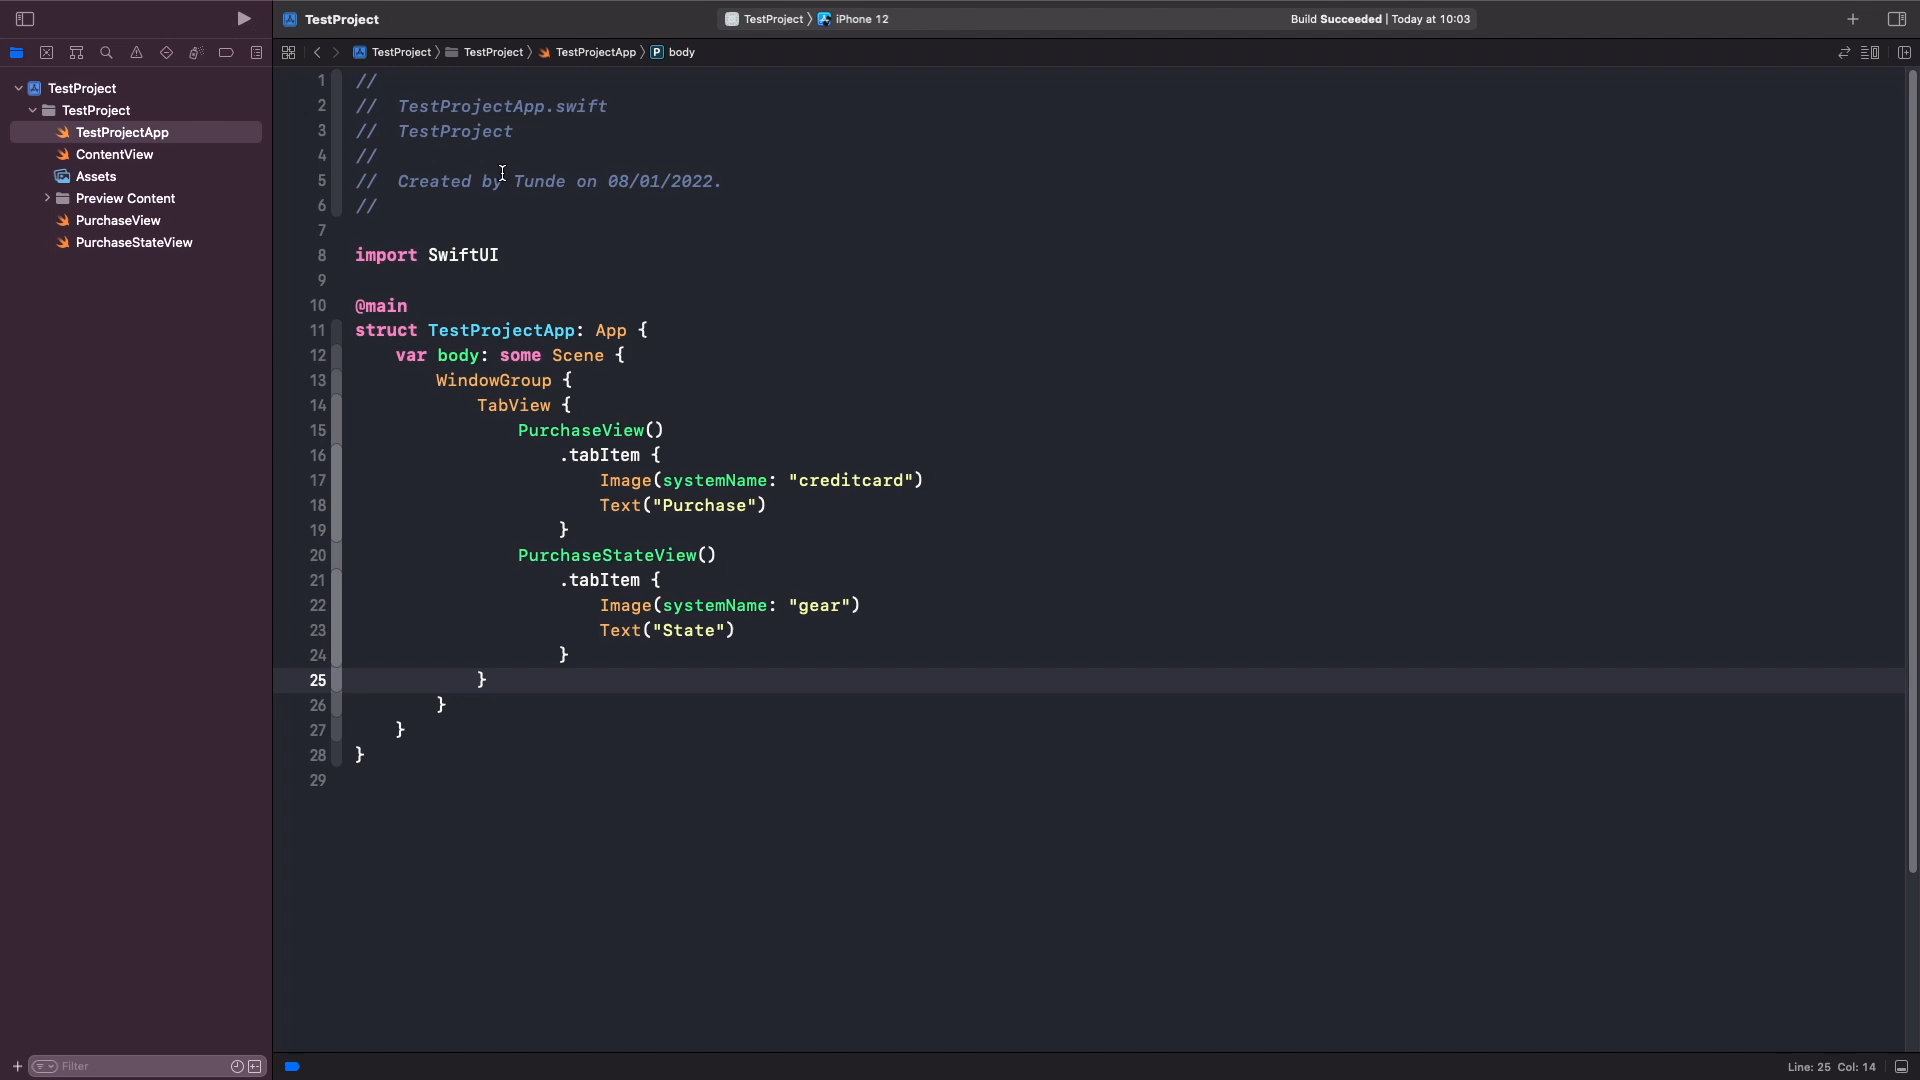 TestProject
TestProject 〉 iPhone 12
Build Succeeded | Today at 10:03
TestProject 〉 TestProject 〉 TestProjectApp 〉 P body
TestProject
TestProject
TestProjectApp
ContentView
Assets
Preview Content
PurchaseView
PurchaseStateView
1 //
2 //  TestProjectApp.swift
3 //  TestProject
4 //
5 //  Created by Tunde on 08/01/2022.
6 //
7
8 import SwiftUI
9
10 @main
11 struct TestProjectApp: App {
12     var body: some Scene {
13         WindowGroup {
14             TabView {
15                 PurchaseView()
16                     .tabItem {
17                         Image(systemName: "creditcard")
18                         Text("Purchase")
19                     }
20                 PurchaseStateView()
21                     .tabItem {
22                         Image(systemName: "gear")
23                         Text("State")
24                     }
25             }
26         }
27     }
28 }
29
Filter
Line: 25 Col: 14